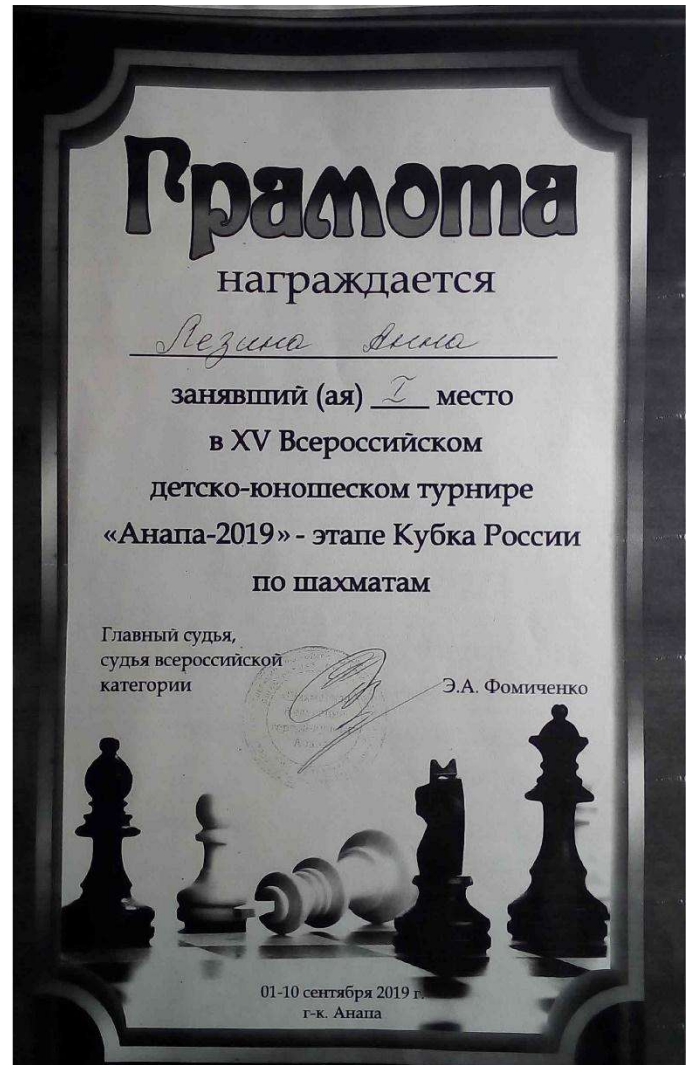 Грамота
награждается
Лезина Анна
занявший (ая) I место
в XV Всероссийском
детско-юношеском турнире
«Анапа-2019» - этапе Кубка России
по шахматам
Главный судья,
судья всероссийской
категории
Э.А. Фомиченко
01-10 сентября 2019 г.
г-к. Анапа